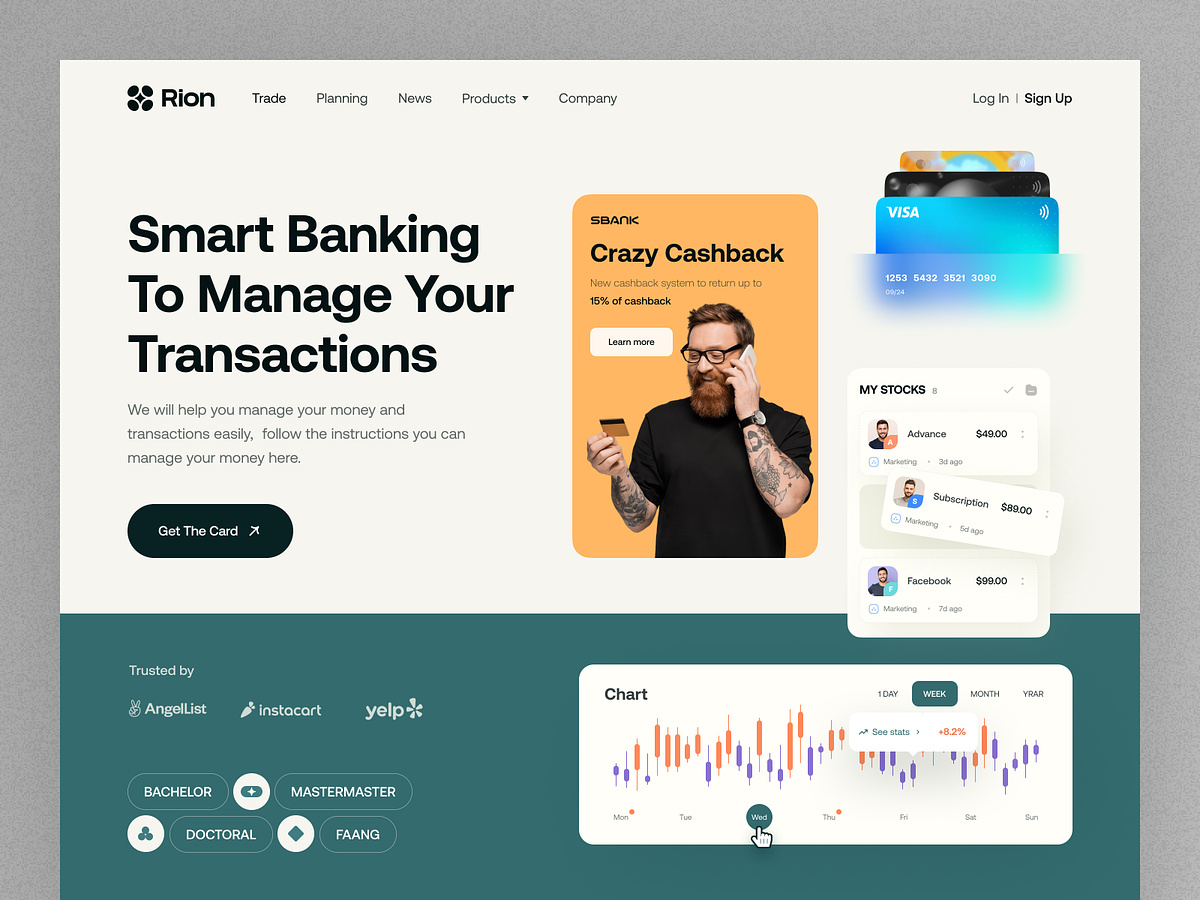 Rion
Trade
Planning
News
Products
Company
Log In | Sign Up
Smart Banking
To Manage Your
Transactions
We will help you manage your money and
transactions easily, follow the instructions you can
manage your money here.
Get The Card
SBANK
Crazy Cashback
New cashback system to return up to
15% of cashback
Learn more
VISA
1253 5432 3521 3090
09/24
MY STOCKS 8
Advance $49.00
A
Marketing • 3d ago
Subscription $89.00
S
Marketing • 5d ago
Facebook $99.00
F
Marketing • 7d ago
Trusted by
AngelList
instacart
yelp
BACHELOR
MASTERMASTER
DOCTORAL
FAANG
Chart
1 DAY
WEEK
MONTH
YRAR
See stats › +8.2%
Mon
Tue
Wed
Thu
Fri
Sat
Sun